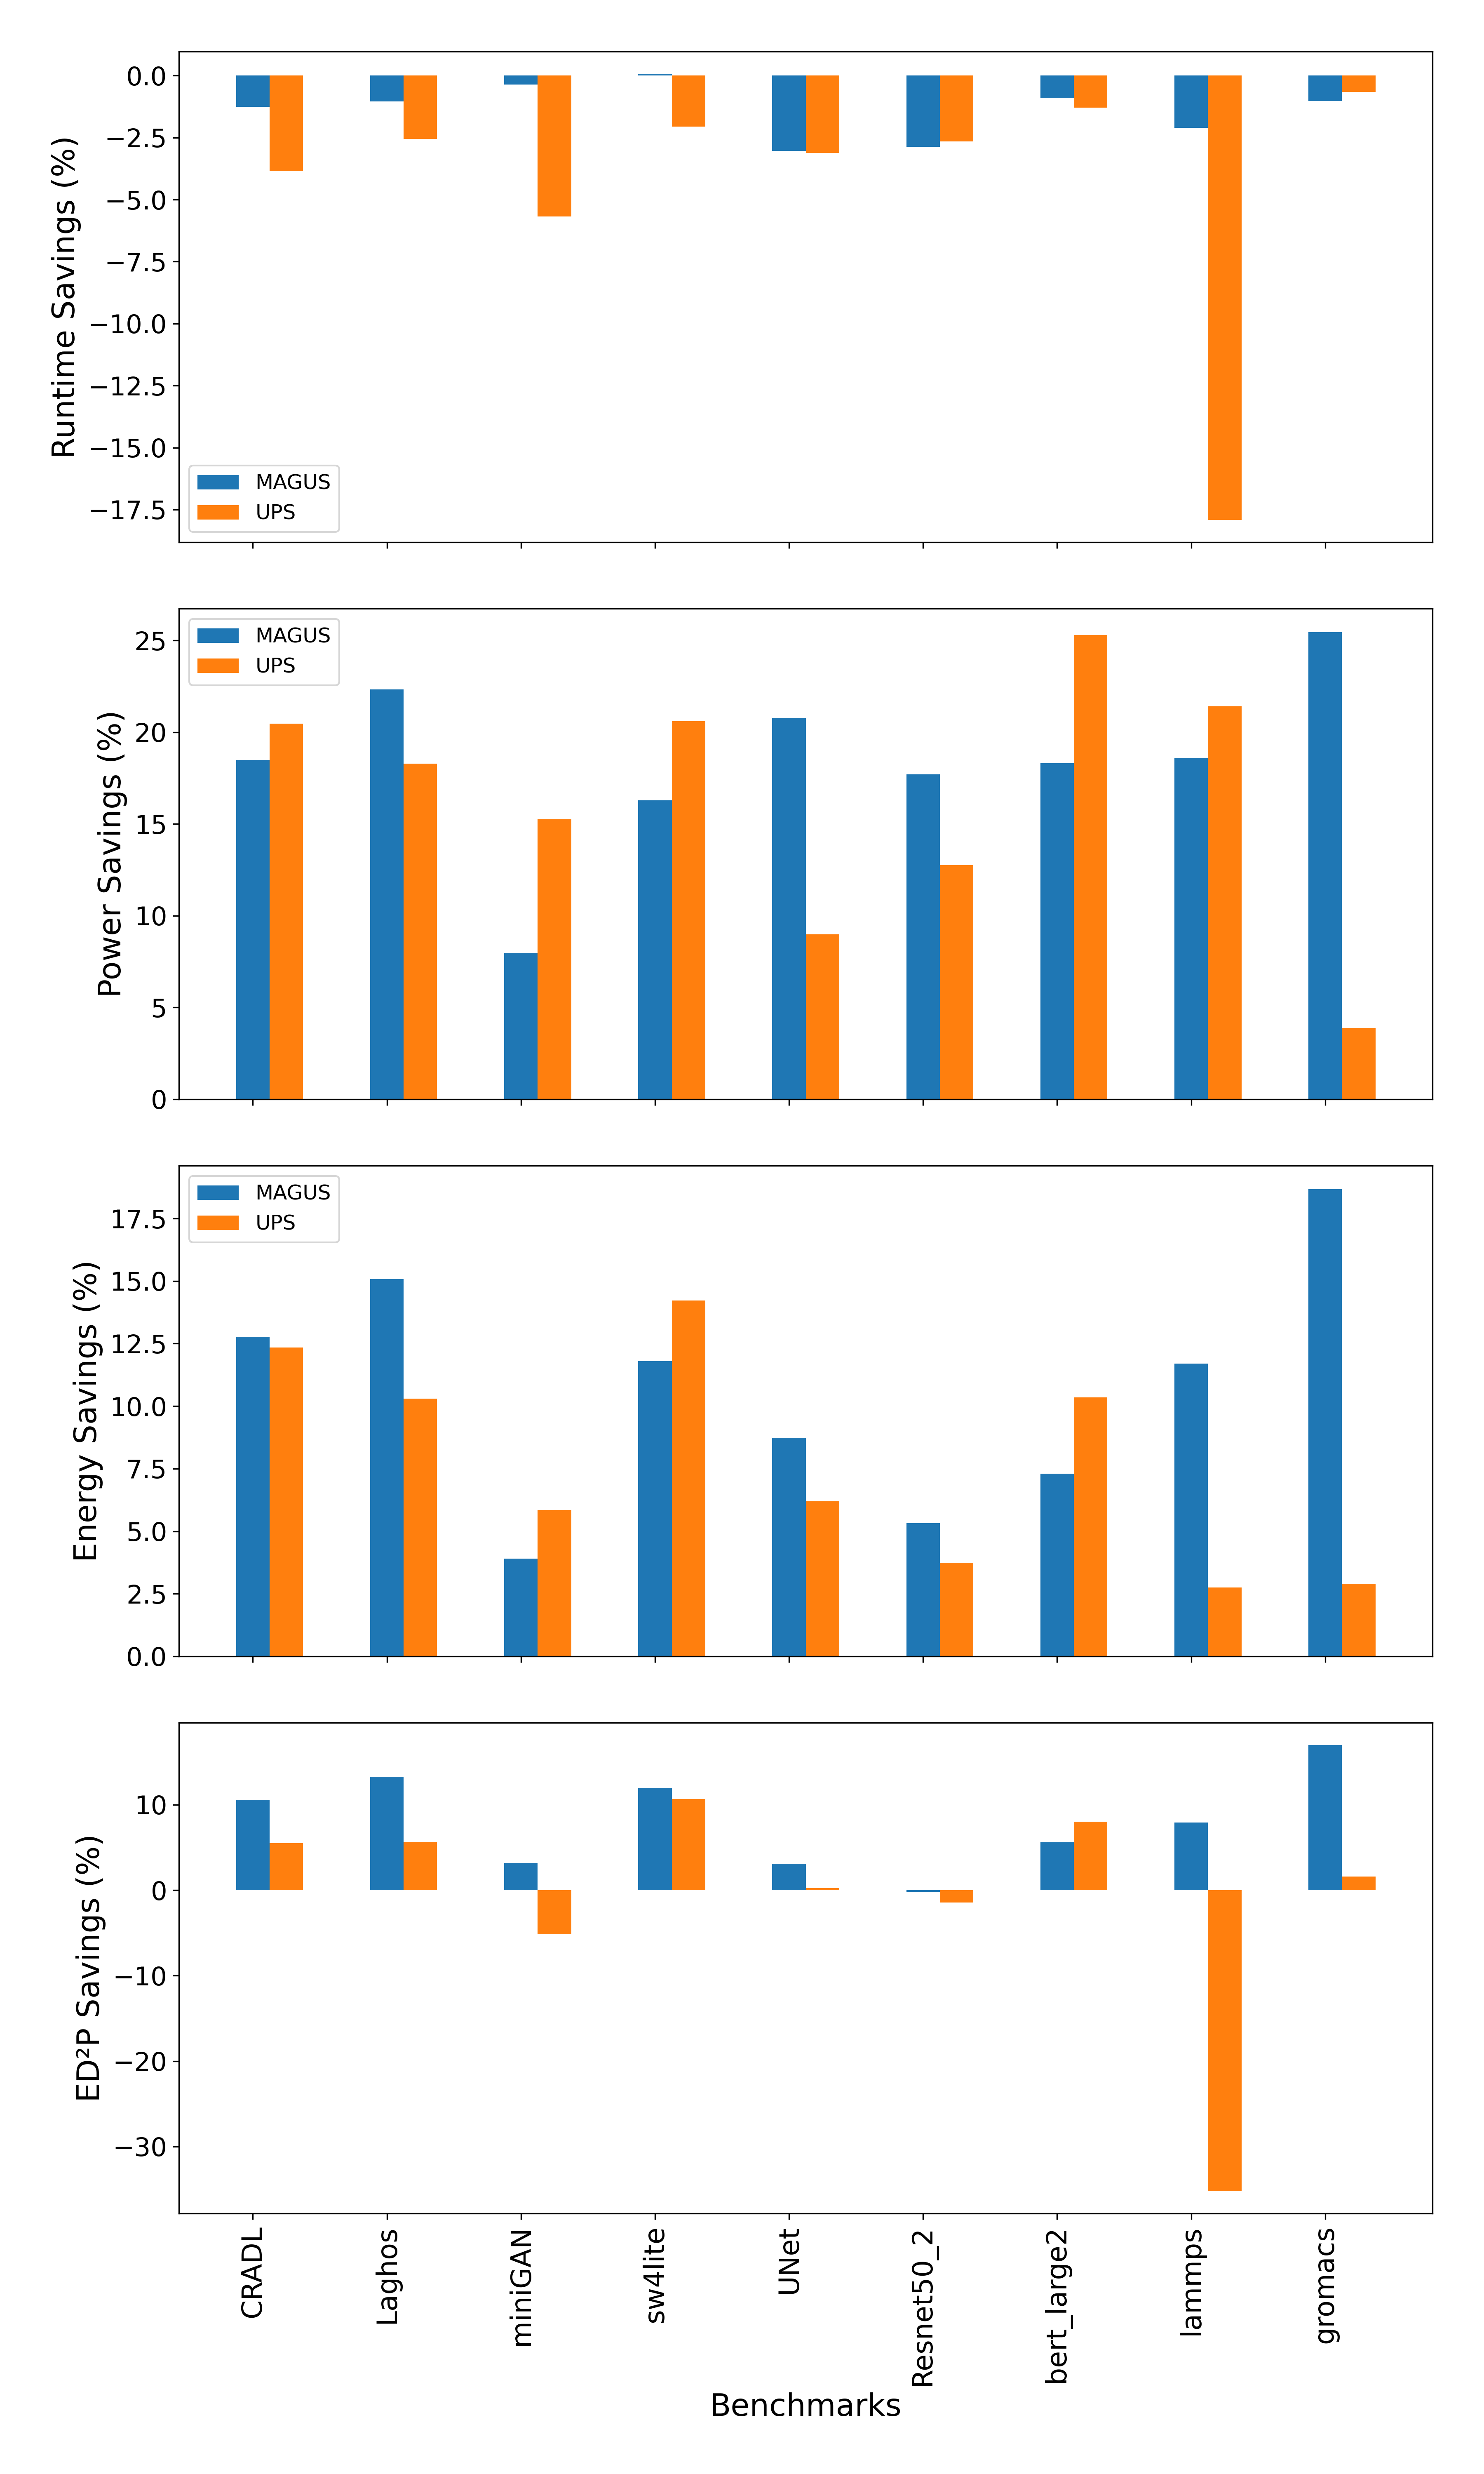 Runtime Savings (%)
0.0
−2.5
−5.0
−7.5
−10.0
−12.5
−15.0
−17.5
MAGUS
UPS
Power Savings (%)
25
20
15
10
5
0
MAGUS
UPS
Energy Savings (%)
17.5
15.0
12.5
10.0
7.5
5.0
2.5
0.0
MAGUS
UPS
ED²P Savings (%)
10
0
−10
−20
−30
CRADL
Laghos
miniGAN
sw4lite
UNet
Resnet50_2
bert_large2
lammps
gromacs
Benchmarks